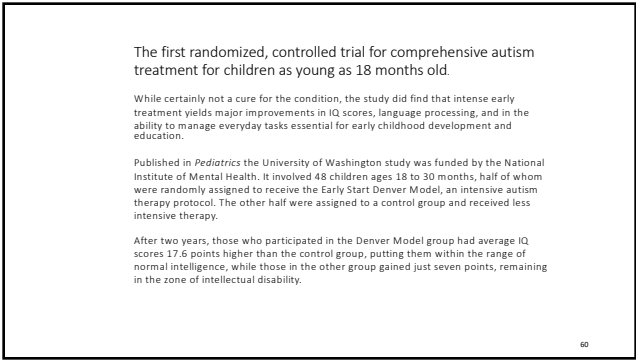 The first randomized, controlled trial for comprehensive autism
treatment for children as young as 18 months old.
While certainly not a cure for the condition, the study did find that intense early
treatment yields major improvements in IQ scores, language processing, and in the
ability to manage everyday tasks essential for early childhood development and
education.
Published in Pediatrics the University of Washington study was funded by the National
Institute of Mental Health. It involved 48 children ages 18 to 30 months, half of whom
were randomly assigned to receive the Early Start Denver Model, an intensive autism
therapy protocol. The other half were assigned to a control group and received less
intensive therapy.
After two years, those who participated in the Denver Model group had average IQ
scores 17.6 points higher than the control group, putting them within the range of
normal intelligence, while those in the other group gained just seven points, remaining
in the zone of intellectual disability.
60